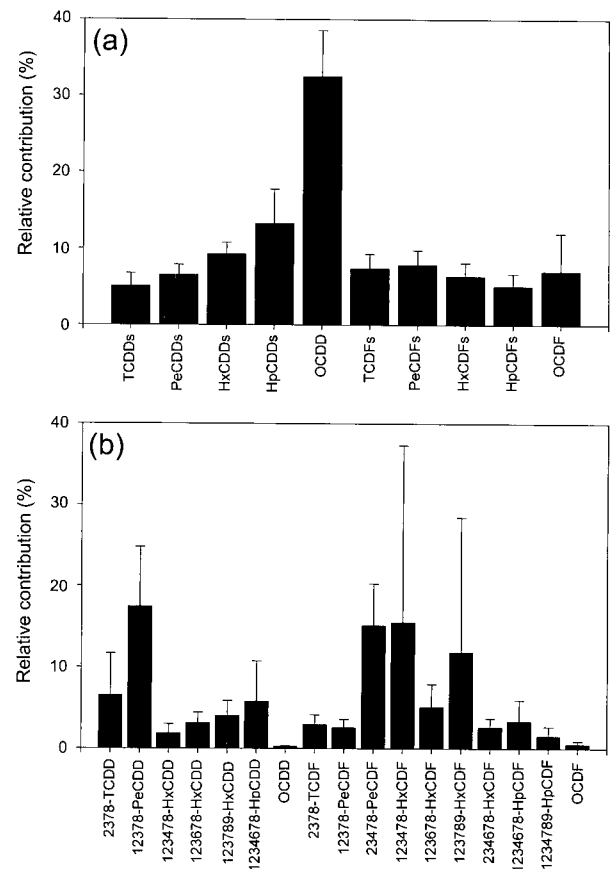 (a)
Relative contribution (%)
40
30
20
10
0
TCDDs
PeCDDs
HxCDDs
HpCDDs
OCDD
TCDFs
PeCDFs
HxCDFs
HpCDFs
OCDF
(b)
Relative contribution (%)
40
30
20
10
0
2378-TCDD
12378-PeCDD
123478-HxCDD
123678-HxCDD
123789-HxCDD
1234678-HpCDD
OCDD
2378-TCDF
12378-PeCDF
23478-PeCDF
123478-HxCDF
123678-HxCDF
123789-HxCDF
234678-HxCDF
1234678-HpCDF
1234789-HpCDF
OCDF